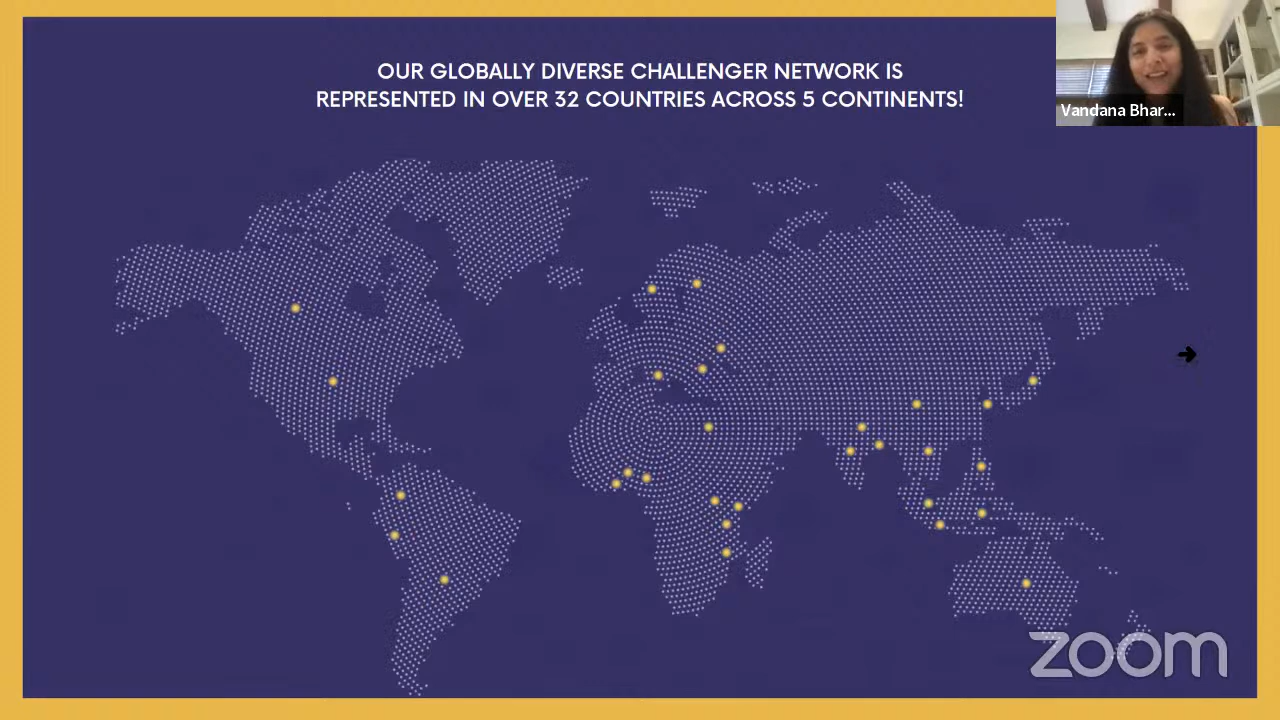 OUR GLOBALLY DIVERSE CHALLENGER NETWORK IS
REPRESENTED IN OVER 32 COUNTRIES ACROSS 5 CONTINENTS!
Vandana Bhar...
zoom